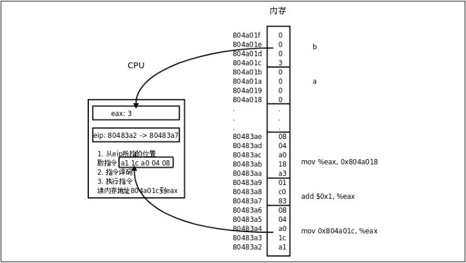 内存
CPU
eax: 3
eip: 80483a2 -> 80483a7
1. 从eip所指的位置
取指令 a1 1c a0 04 08
2. 指令译码
3. 执行指令
读内存地址804a01c到eax
804a01f 0
804a01e 0 b
804a01d 0
804a01c 3
804a01b 0
804a01a 0 a
804a019 0
804a018 0
. .
. .
. .
80483ae 08
80483ad 04
80483ac a0
80483ab 18 mov %eax, 0x804a018
80483aa a3
80483a9 01
80483a8 c0 add $0x1, %eax
80483a7 83
80483a6 08
80483a5 04
80483a4 a0 mov 0x804a01c, %eax
80483a3 1c
80483a2 a1